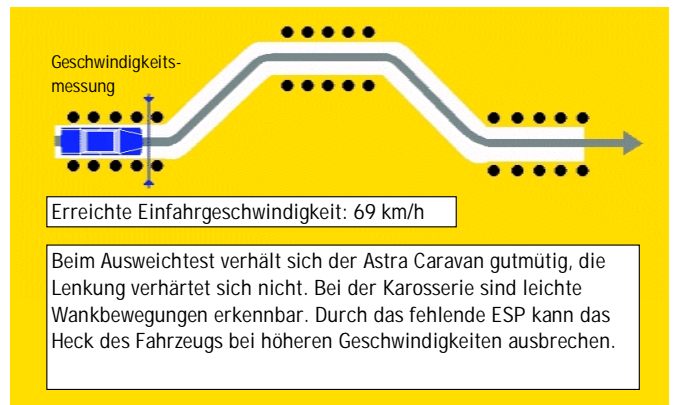 Geschwindigkeits-
messung
Erreichte Einfahrgeschwindigkeit: 69 km/h
Beim Ausweichtest verhält sich der Astra Caravan gutmütig, die
Lenkung verhärtet sich nicht. Bei der Karosserie sind leichte
Wankbewegungen erkennbar. Durch das fehlende ESP kann das
Heck des Fahrzeugs bei höheren Geschwindigkeiten ausbrechen.